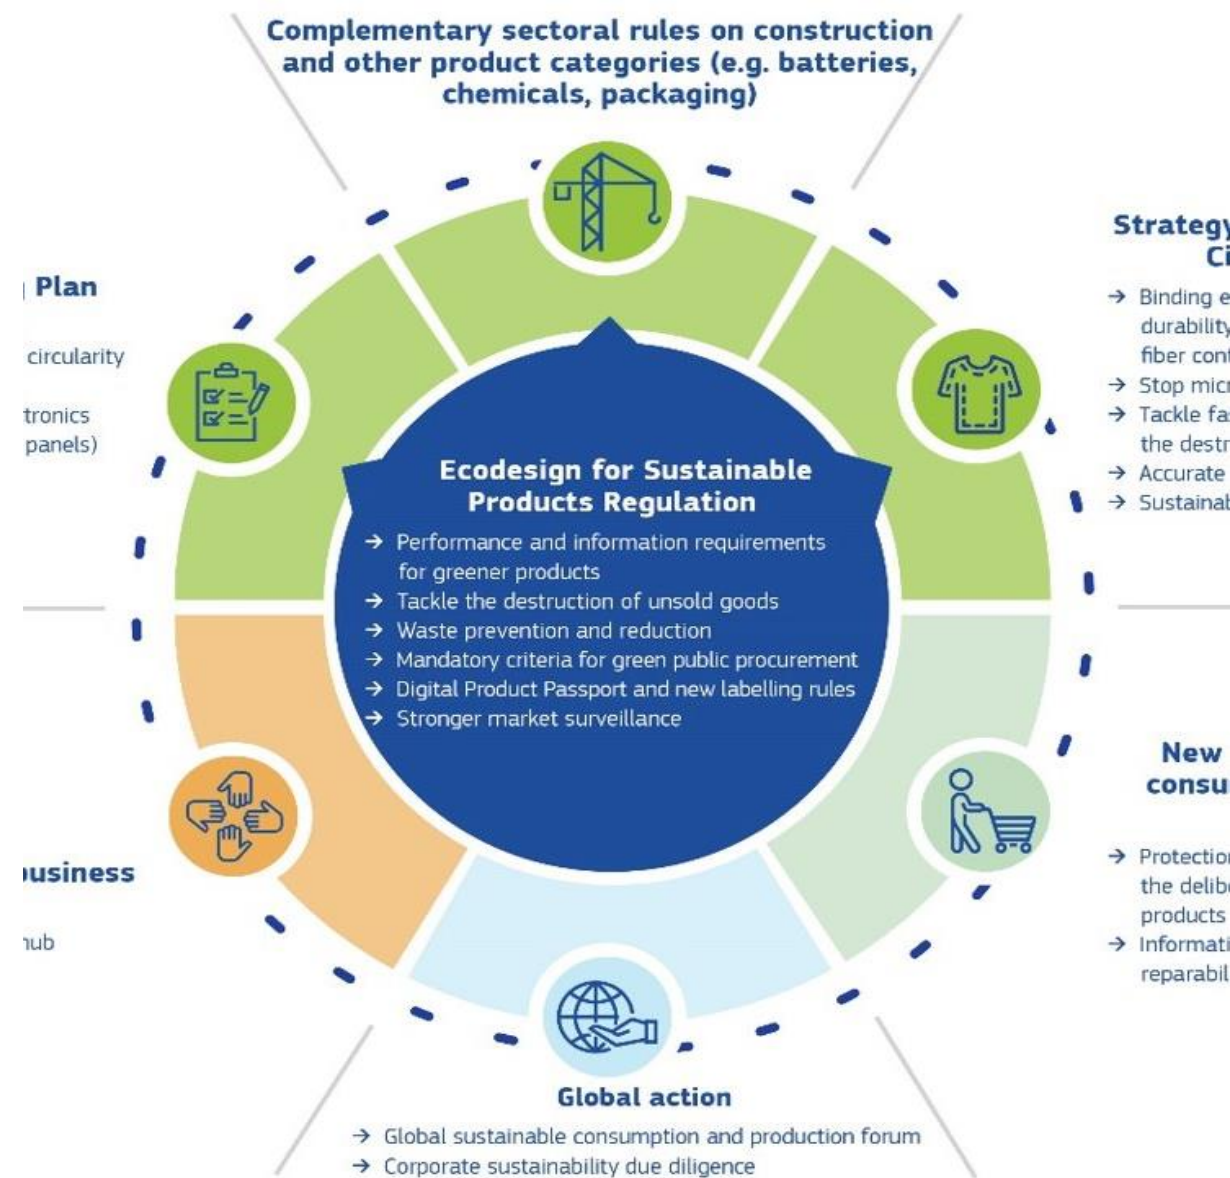 Complementary sectoral rules on construction
and other product categories (e.g. batteries,
chemicals, packaging)
Plan
circularity
tronics
panels)
Strategy
Ci
→ Binding e
durability
fiber cont
→ Stop micr
→ Tackle fa
the destr
→ Accurate
→ Sustainab
Ecodesign for Sustainable
Products Regulation
→ Performance and information requirements
for greener products
→ Tackle the destruction of unsold goods
→ Waste prevention and reduction
→ Mandatory criteria for green public procurement
→ Digital Product Passport and new labelling rules
→ Stronger market surveillance
business
hub
New
consu
→ Protection
the delib
products
→ Informati
reparabil
Global action
→ Global sustainable consumption and production forum
→ Corporate sustainability due diligence